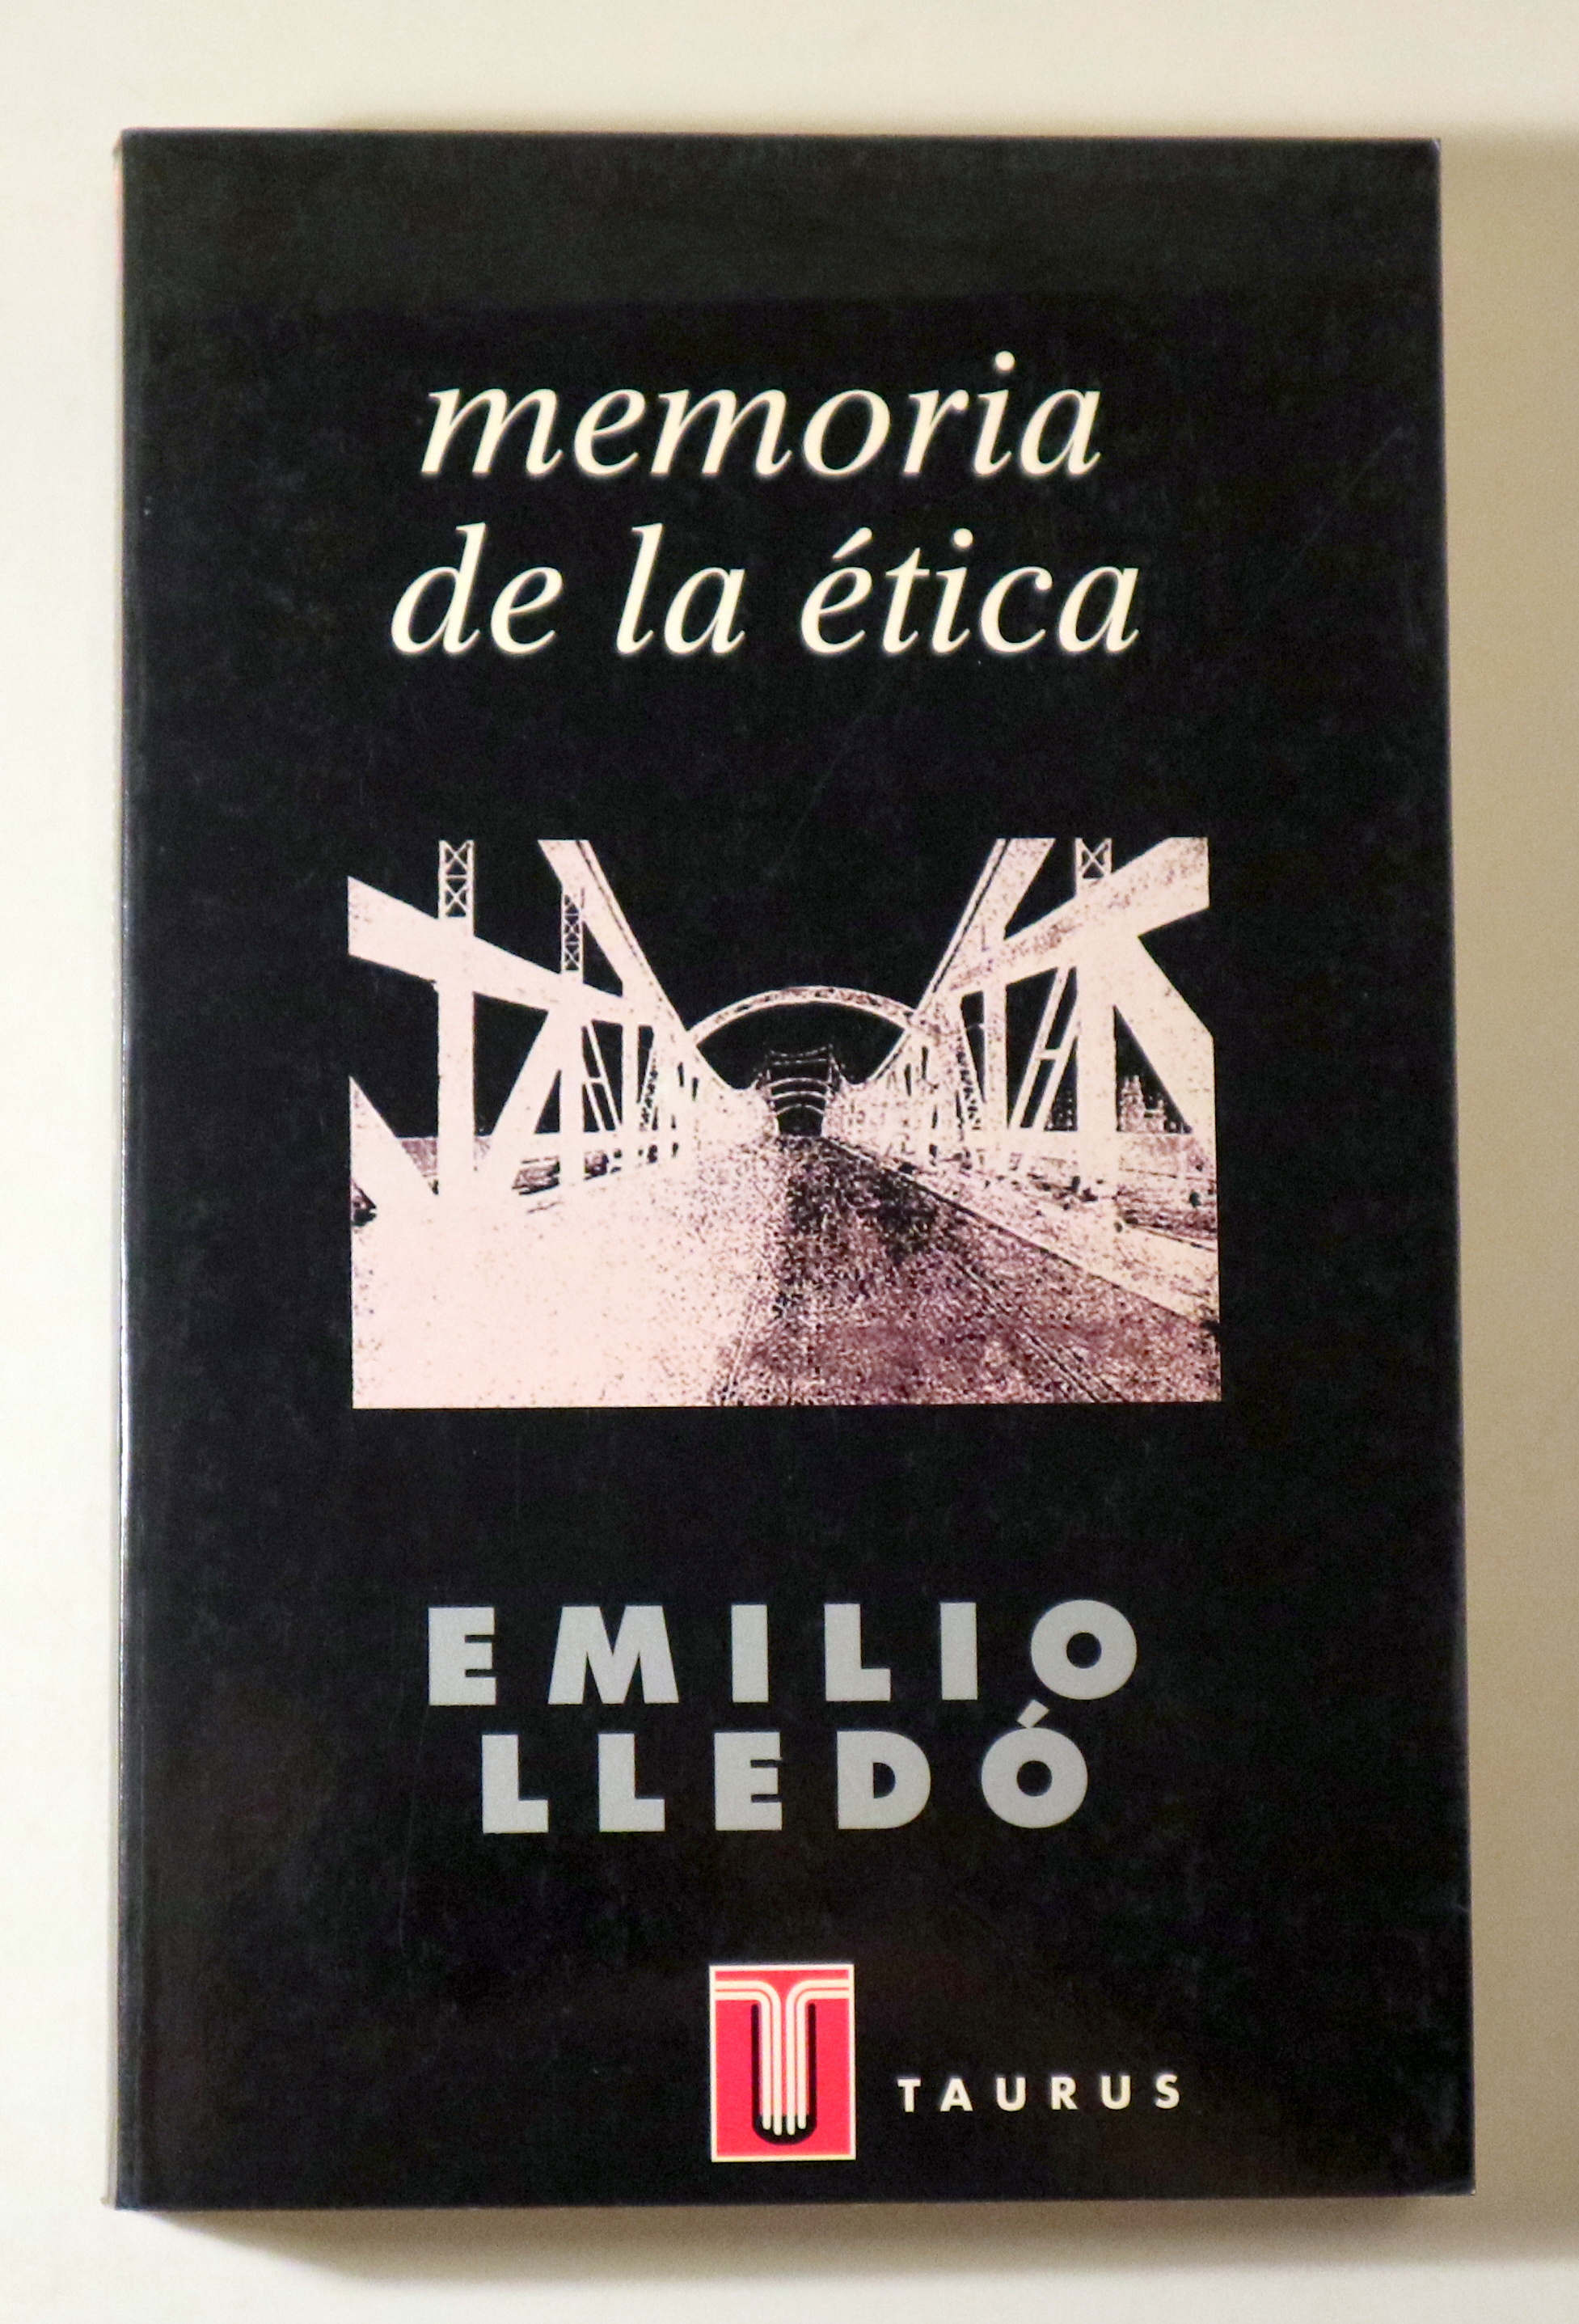 memoria
de la ética
EMILIO
LLEDÓ
TAURUS